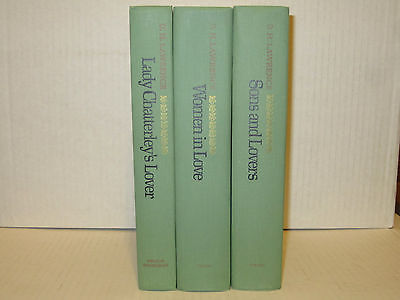 D. H. LAWRENCE
Lady Chatterley's Lover
D. H. LAWRENCE
Women in Love
D. H. LAWRENCE
Sons and Lovers